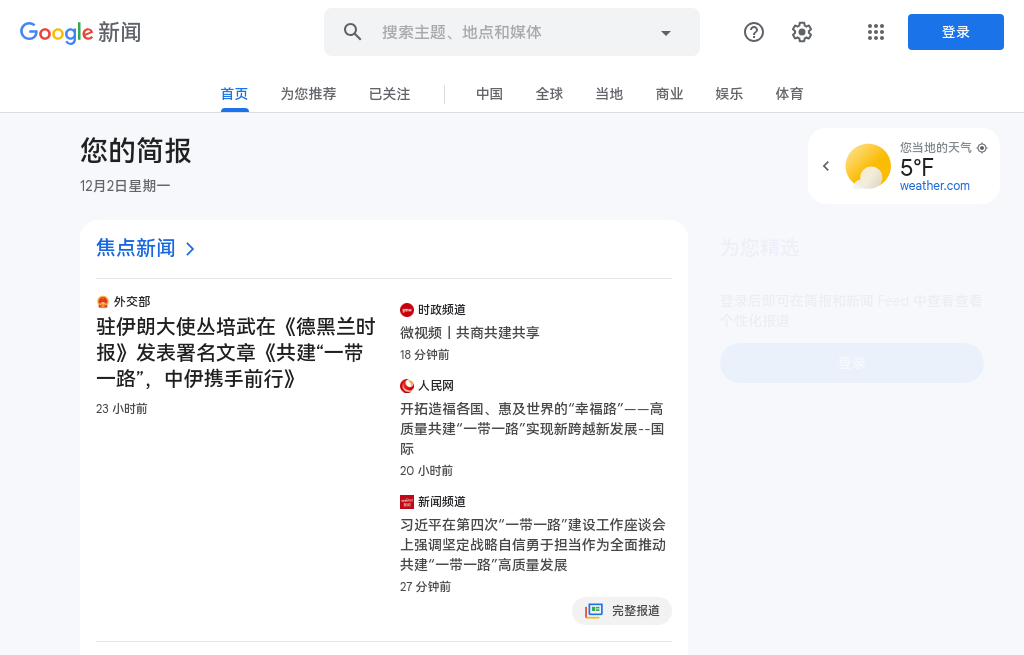 Google 新闻
搜索主题、地点和媒体
登录
首页
为您推荐
已关注
中国
全球
当地
商业
娱乐
体育
您的简报
12月2日星期一
您当地的天气
5°F
weather.com
焦点新闻
外交部
驻伊朗大使丛培武在《德黑兰时
报》发表署名文章《共建“一带
一路”，中伊携手前行》
23 小时前
时政频道
微视频丨共商共建共享
18 分钟前
人民网
开拓造福各国、惠及世界的“幸福路”——高
质量共建“一带一路”实现新跨越新发展--国
际
20 小时前
新闻频道
习近平在第四次“一带一路”建设工作座谈会
上强调坚定战略自信勇于担当作为全面推动
共建“一带一路”高质量发展
27 分钟前
完整报道
为您精选
登录后即可在简报和新闻 Feed 中查看查看
个性化报道
登录